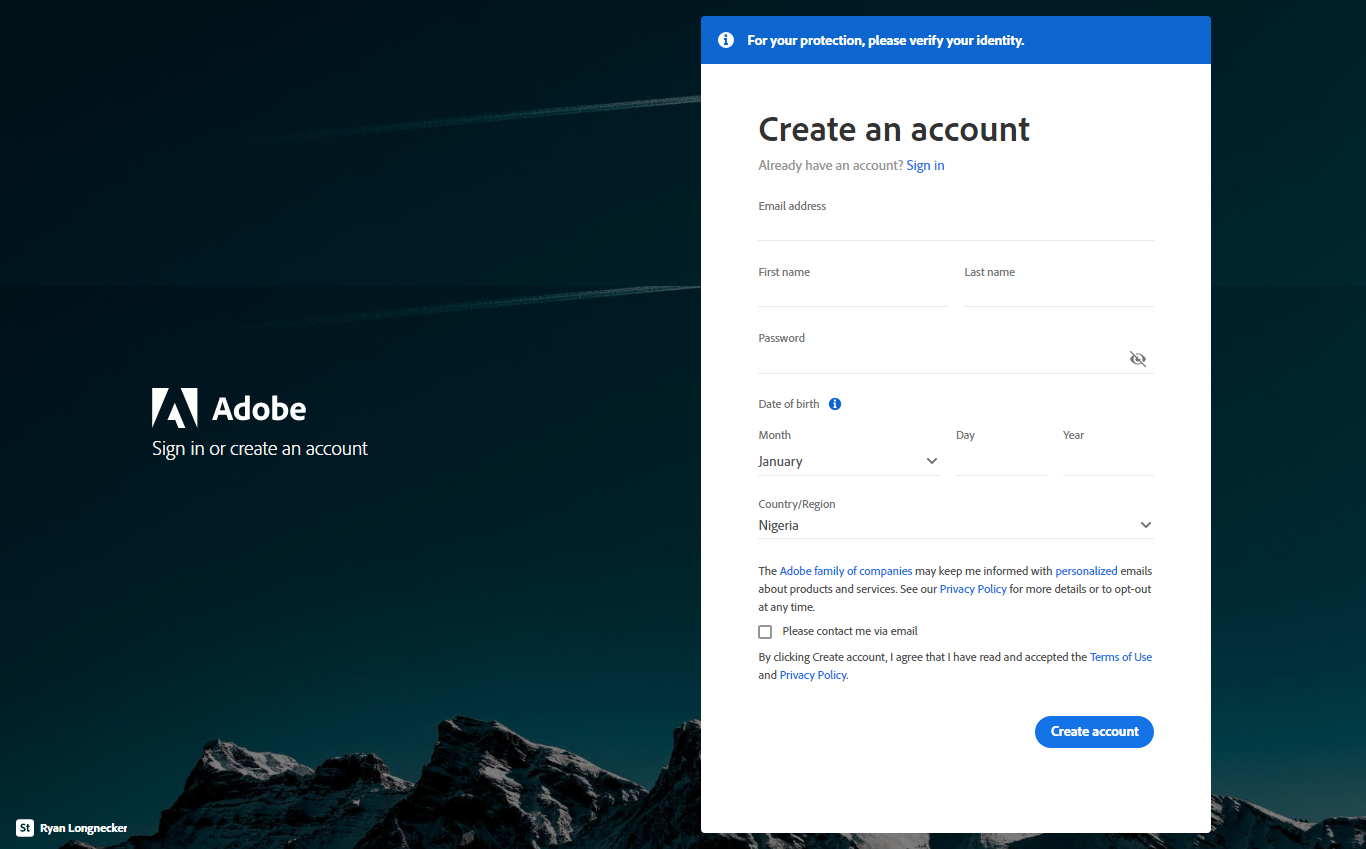 For your protection, please verify your identity.
Create an account
Already have an account? Sign in
Email address
First name Last name
Password
Date of birth
Month Day Year
January
Country/Region
Nigeria
The Adobe family of companies may keep me informed with personalized emails
about products and services. See our Privacy Policy for more details or to opt-out
at any time.
Please contact me via email
By clicking Create account, I agree that I have read and accepted the Terms of Use
and Privacy Policy.
Create account
Adobe
Sign in or create an account
St Ryan Longnecker